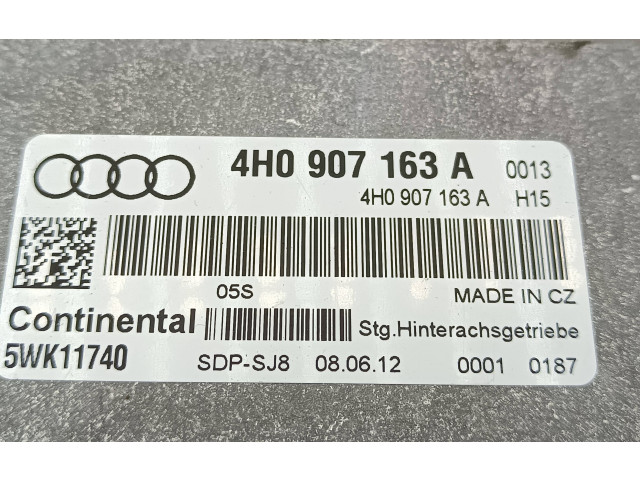 4H0 907 163 A 0013
4H0 907 163 A H15
05S MADE IN CZ
Continental Stg.Hinterachsgetriebe
5WK11740 SDP-SJ8 08.06.12 0001 0187